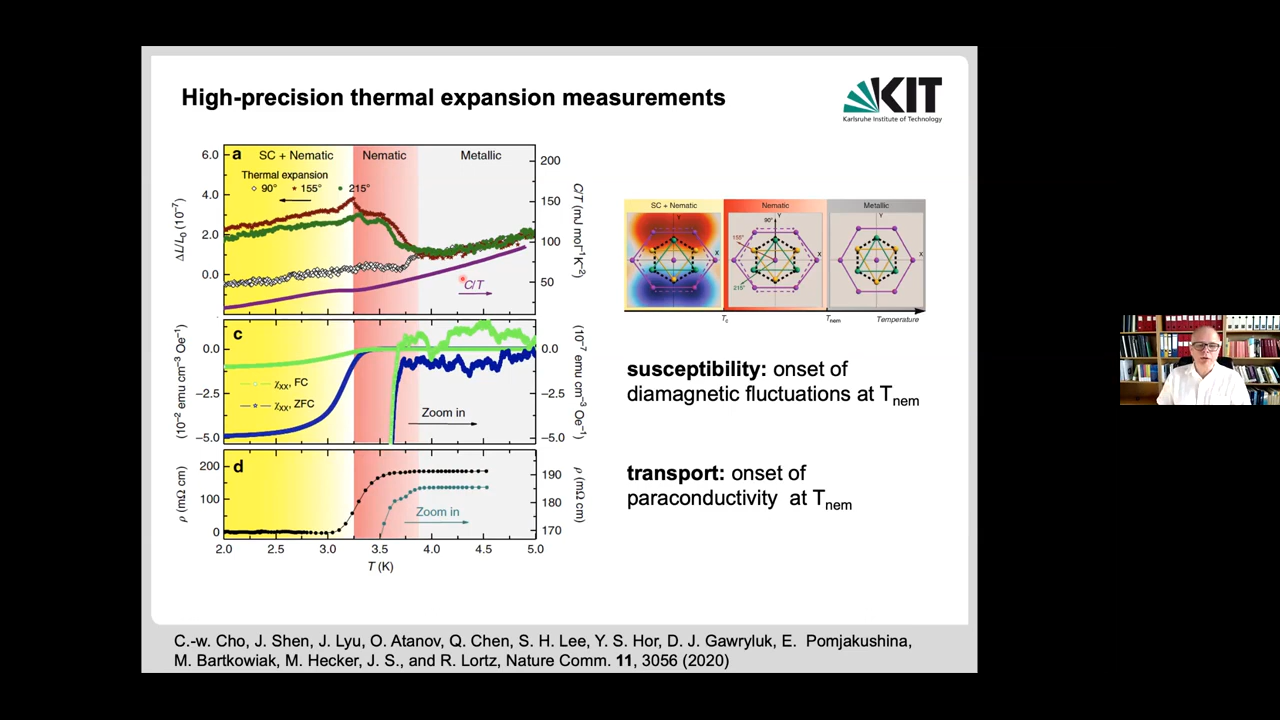 High-precision thermal expansion measurements
KIT
Karlsruhe Institute of Technology
a
SC + Nematic
Nematic
Metallic
Thermal expansion
90° 155° 215°
6.0
4.0
2.0
0.0
ΔL/L₀ (10⁻⁷)
200
150
100
50
C/T (mJ mol⁻¹K⁻²)
C/T
c
0.0
−2.5
−5.0
(10⁻² emu cm⁻³ Oe⁻¹)
χxx, FC
χxx, ZFC
Zoom in
0.0
−2.5
−5.0
(10⁻⁷ emu cm⁻³ Oe⁻¹)
d
200
100
0
ρ (mΩ cm)
Zoom in
190
180
170
ρ (mΩ cm)
2.0 2.5 3.0 3.5 4.0 4.5 5.0
T (K)
SC + Nematic
Nematic
Metallic
Y
X
90°
Y
155°
215°
X
Y
X
Tc
Tnem
Temperature
susceptibility: onset of
diamagnetic fluctuations at Tnem
transport: onset of
paraconductivity at Tnem
C.-w. Cho, J. Shen, J. Lyu, O. Atanov, Q. Chen, S. H. Lee, Y. S. Hor, D. J. Gawryluk, E. Pomjakushina,
M. Bartkowiak, M. Hecker, J. S., and R. Lortz, Nature Comm. 11, 3056 (2020)